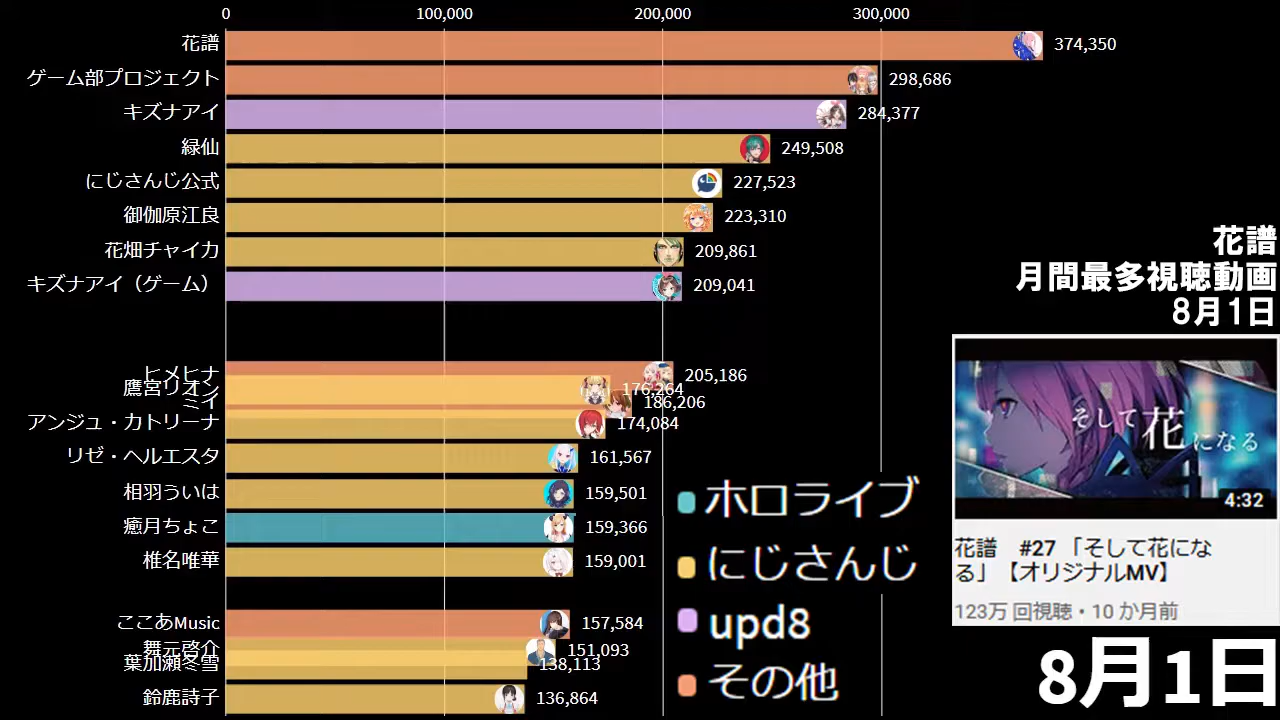 0 100,000 200,000 300,000
花譜 374,350
ゲーム部プロジェクト 298,686
キズナアイ 284,377
緑仙 249,508
にじさんじ公式 227,523
御伽原江良 223,310
花畑チャイカ 209,861
キズナアイ（ゲーム） 209,041
ヒメヒナ 205,186
鷹宮リオン 176,264
ミィ 186,206
アンジュ・カトリーナ 174,084
リゼ・ヘルエスタ 161,567
相羽ういは 159,501
癒月ちょこ 159,366
椎名唯華 159,001
ここあMusic 157,584
舞元啓介 151,093
葉加瀬冬雪 138,113
鈴鹿詩子 136,864
ホロライブ
にじさんじ
upd8
その他
花譜
月間最多視聴動画
8月1日
そして花になる
4:32
花譜　#27 「そして花にな
る」【オリジナルMV】
123万 回視聴・10 か月前
8月1日